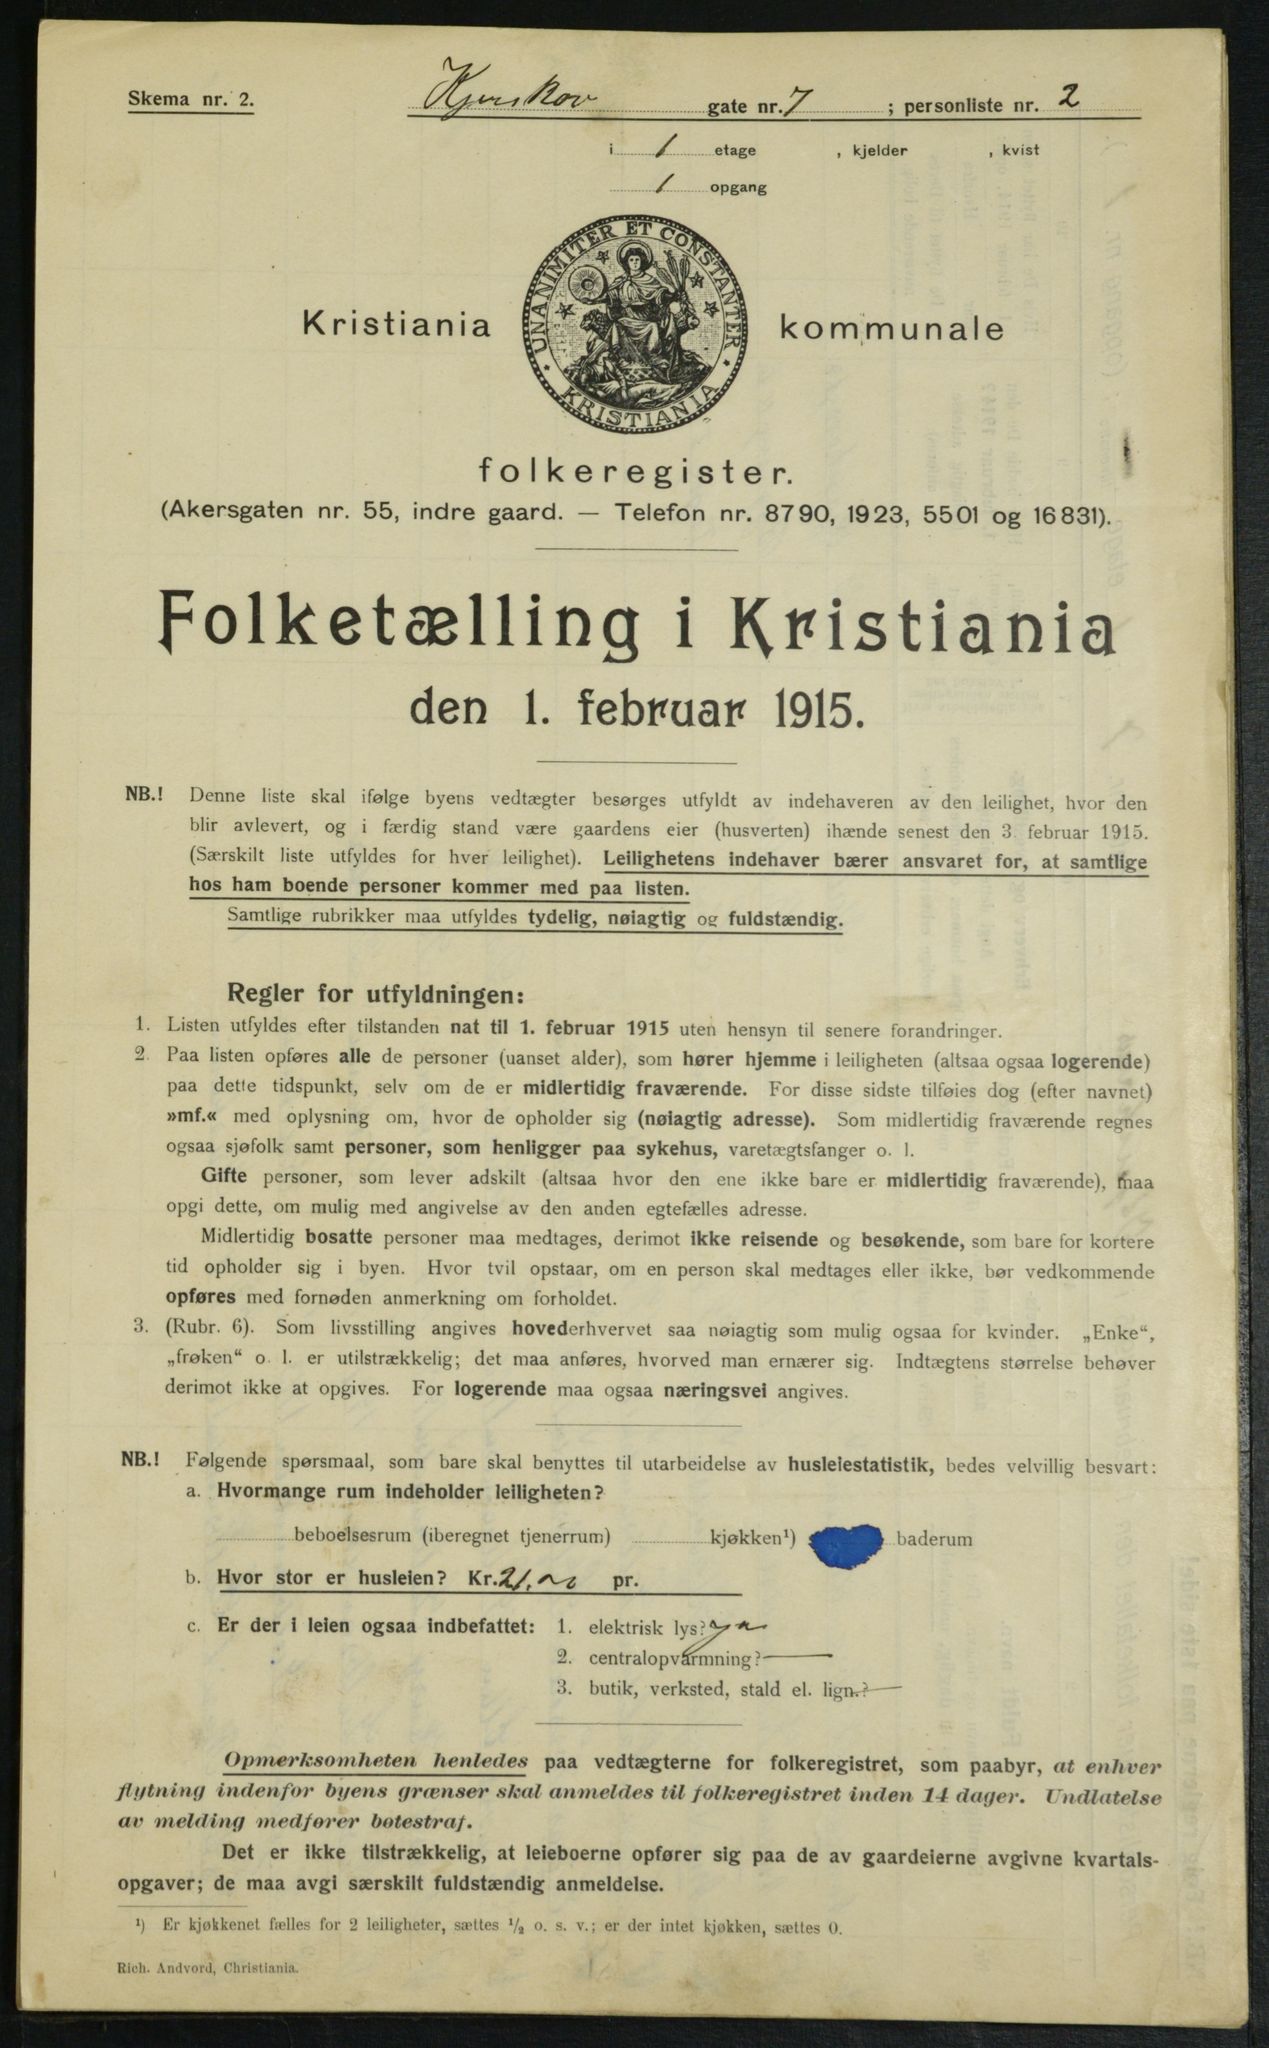 Skema nr. 2.
Kjerskov gate nr. 7 ; personliste nr. 2
i 1 etage , kjelder , kvist
1 opgang
UNANIMITER ET CONSTANTER
KRISTIANIA
Kristiania kommunale
folkeregister.
(Akersgaten nr. 55, indre gaard. — Telefon nr. 8790, 1923, 5501 og 16831).
Folketælling i Kristiania
den 1. februar 1915.
NB.! Denne liste skal ifølge byens vedtægter besørges utfyldt av indehaveren av den leilighet, hvor den
blir avlevert, og i færdig stand være gaardens eier (husverten) ihænde senest den 3. februar 1915.
(Særskilt liste utfyldes for hver leilighet). Leilighetens indehaver bærer ansvaret for, at samtlige
hos ham boende personer kommer med paa listen.
Samtlige rubrikker maa utfyldes tydelig, nøiagtig og fuldstændig.
Regler for utfyldningen:
1. Listen utfyldes efter tilstanden nat til 1. februar 1915 uten hensyn til senere forandringer.
2. Paa listen opføres alle de personer (uanset alder), som hører hjemme i leiligheten (altsaa ogsaa logerende)
paa dette tidspunkt, selv om de er midlertidig fraværende. For disse sidste tilføies dog (efter navnet)
»mf.« med oplysning om, hvor de opholder sig (nøiagtig adresse). Som midlertidig fraværende regnes
ogsaa sjøfolk samt personer, som henligger paa sykehus, varetægtsfanger o. l.
Gifte personer, som lever adskilt (altsaa hvor den ene ikke bare er midlertidig fraværende), maa
opgi dette, om mulig med angivelse av den anden egtefælles adresse.
Midlertidig bosatte personer maa medtages, derimot ikke reisende og besøkende, som bare for kortere
tid opholder sig i byen. Hvor tvil opstaar, om en person skal medtages eller ikke, bør vedkommende
opføres med fornøden anmerkning om forholdet.
3. (Rubr. 6). Som livsstilling angives hovederhvervet saa nøiagtig som mulig ogsaa for kvinder. „Enke“,
„frøken“ o. l. er utilstrækkelig; det maa anføres, hvorved man ernærer sig. Indtægtens størrelse behøver
derimot ikke at opgives. For logerende maa ogsaa næringsvei angives.
NB.! Følgende spørsmaal, som bare skal benyttes til utarbeidelse av husleiestatistik, bedes velvillig besvart:
a. Hvormange rum indeholder leiligheten?
beboelsesrum (iberegnet tjenerrum) kjøkken¹) baderum
b. Hvor stor er husleien? Kr. 21.00 pr.
c. Er der i leien ogsaa indbefattet: 1. elektrisk lys? ja
2. centralopvarmning? —
3. butik, verksted, stald el. lign.? —
Opmerksomheten henledes paa vedtægterne for folkeregistret, som paabyr, at enhver
flytning indenfor byens grænser skal anmeldes til folkeregistret inden 14 dager. Undlatelse
av melding medfører bøtestraf.
Det er ikke tilstrækkelig, at leieboerne opfører sig paa de av gaardeierne avgivne kvartals-
opgaver; de maa avgi særskilt fuldstændig anmeldelse.
¹) Er kjøkkenet fælles for 2 leiligheter, sættes ½ o. s. v.; er der intet kjøkken, sættes 0.
Rich. Andvord, Christiania.